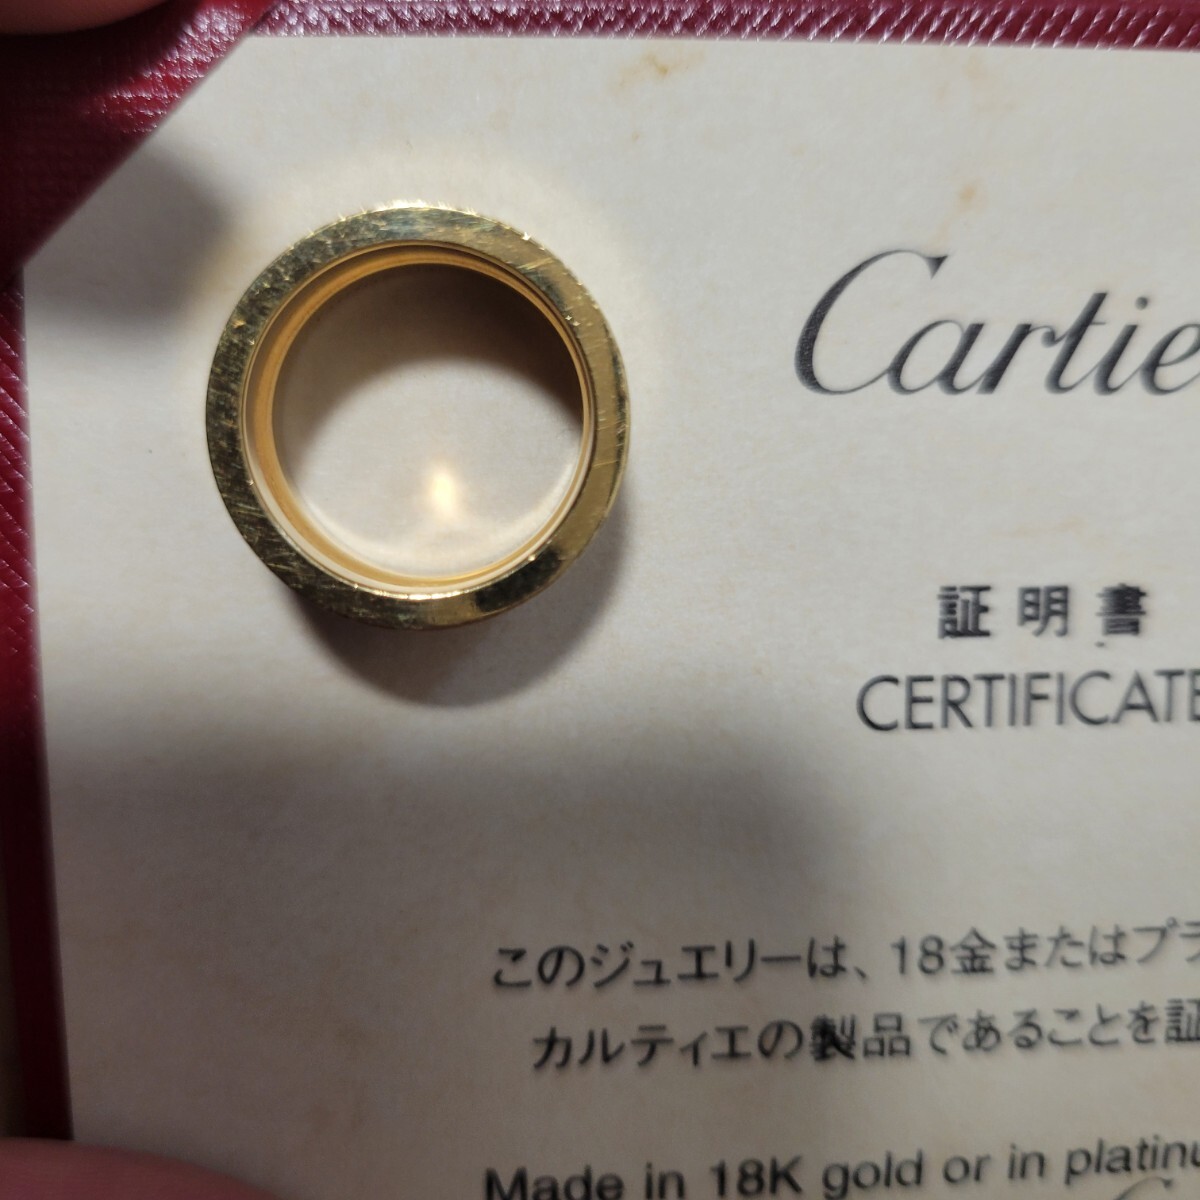 Cartie
証明書
CERTIFICATE
このジュエリーは、18金またはプラ
カルティエの製品であることを証
Made in 18K gold or in platinu